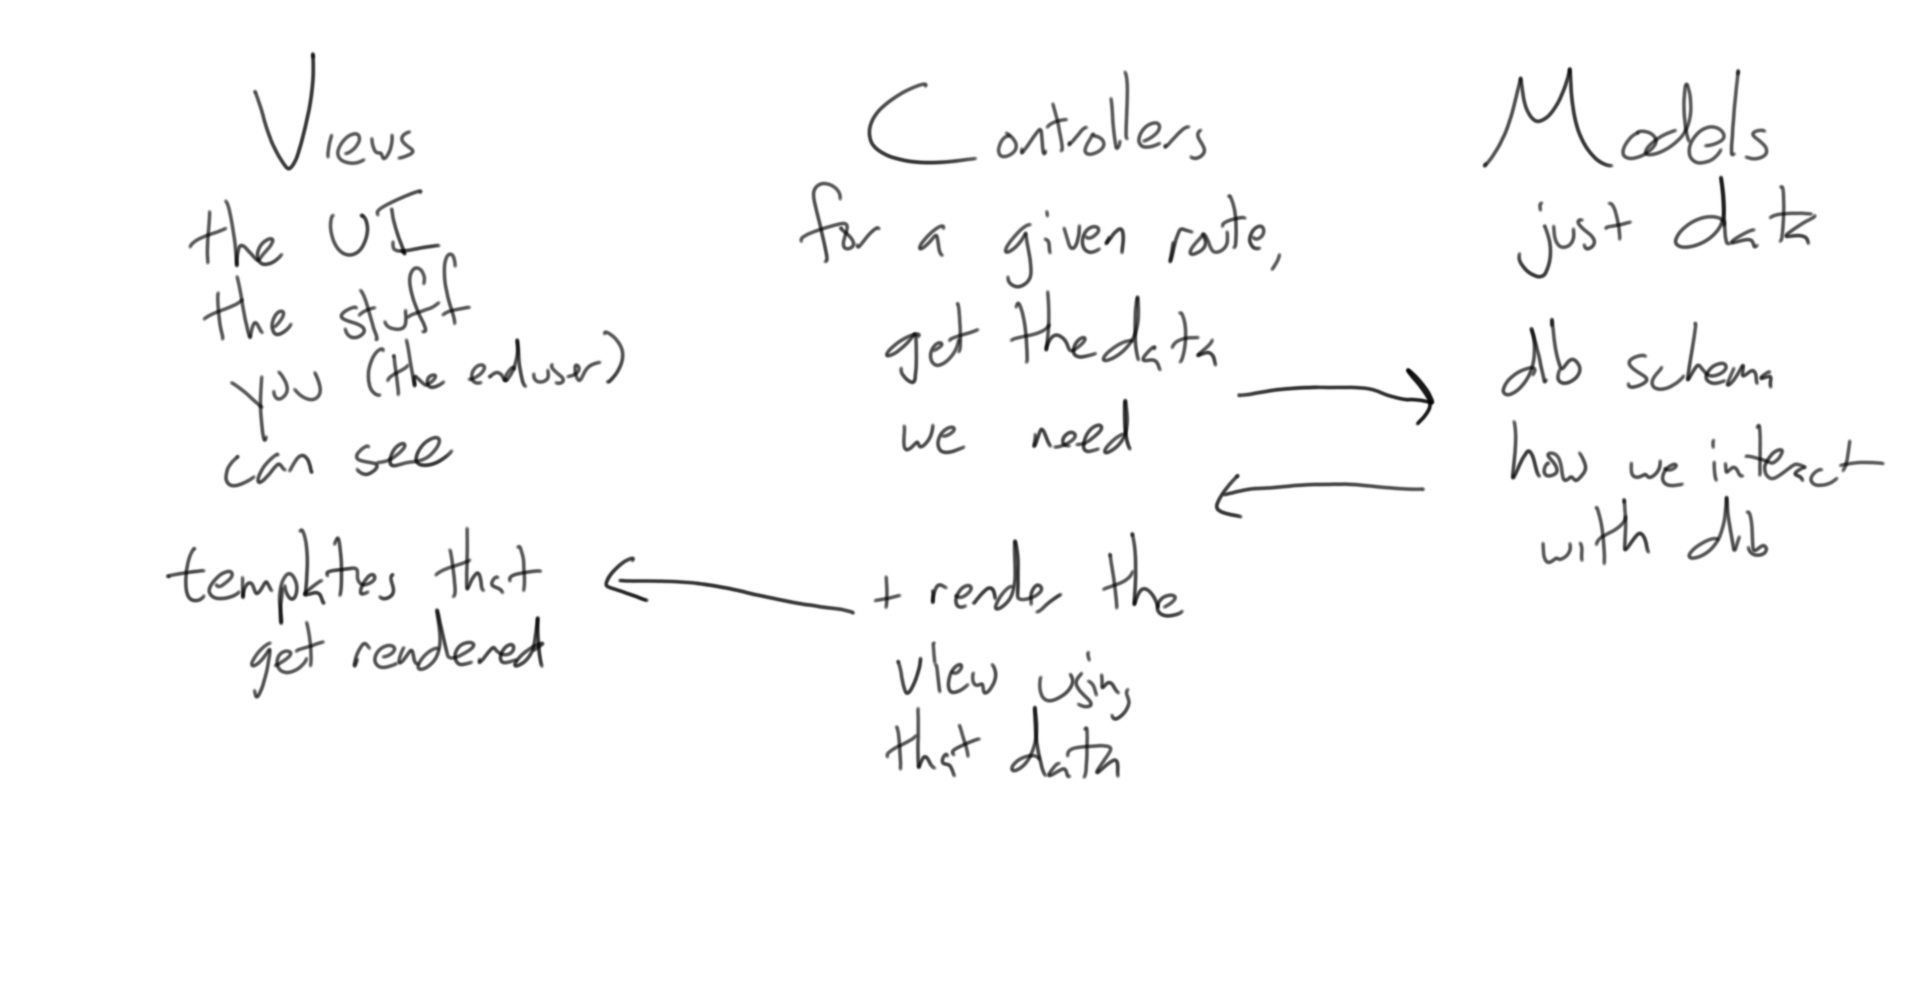 Views
the UI
the stuff
you (the end user)
can see
templates that
get rendered
Controllers
for a given route,
get the data
we need
+ render the
view using
that data
Models
just data
db schema
how we interact
with db